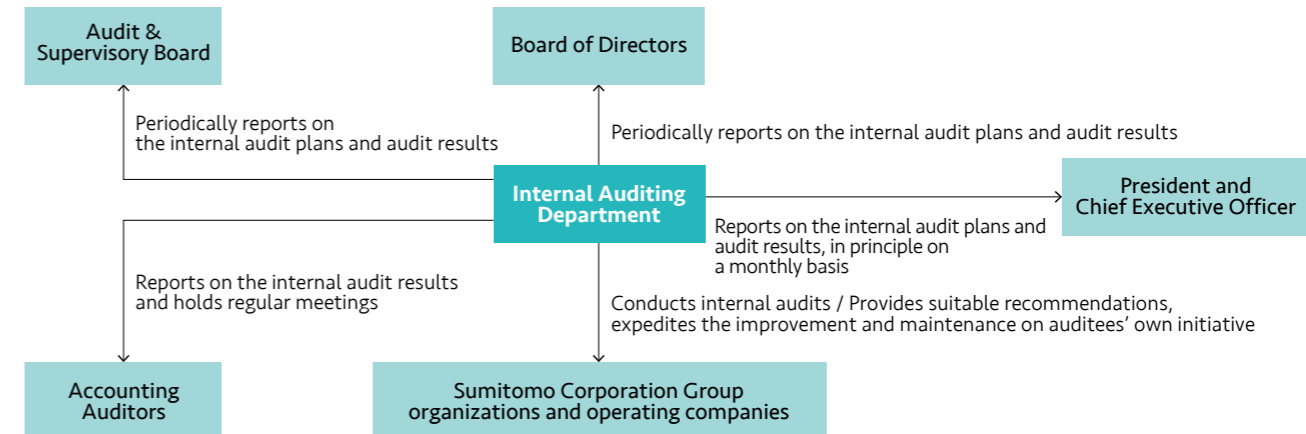 Audit &
Supervisory Board
Board of Directors
Periodically reports on
the internal audit plans and audit results
Periodically reports on the internal audit plans and audit results
Internal Auditing
Department
President and
Chief Executive Officer
Reports on the internal audit plans and
audit results, in principle on
a monthly basis
Reports on the internal audit results
and holds regular meetings
Conducts internal audits / Provides suitable recommendations,
expedites the improvement and maintenance on auditees’ own initiative
Accounting
Auditors
Sumitomo Corporation Group
organizations and operating companies